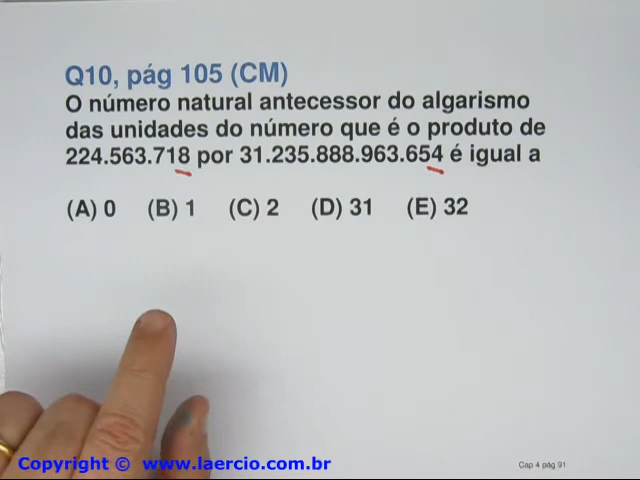 Q10, pág 105 (CM)
O número natural antecessor do algarismo
das unidades do número que é o produto de
224.563.718 por 31.235.888.963.654 é igual a
(A) 0 (B) 1 (C) 2 (D) 31 (E) 32
Copyright © www.laercio.com.br
Cap 4 pág 91